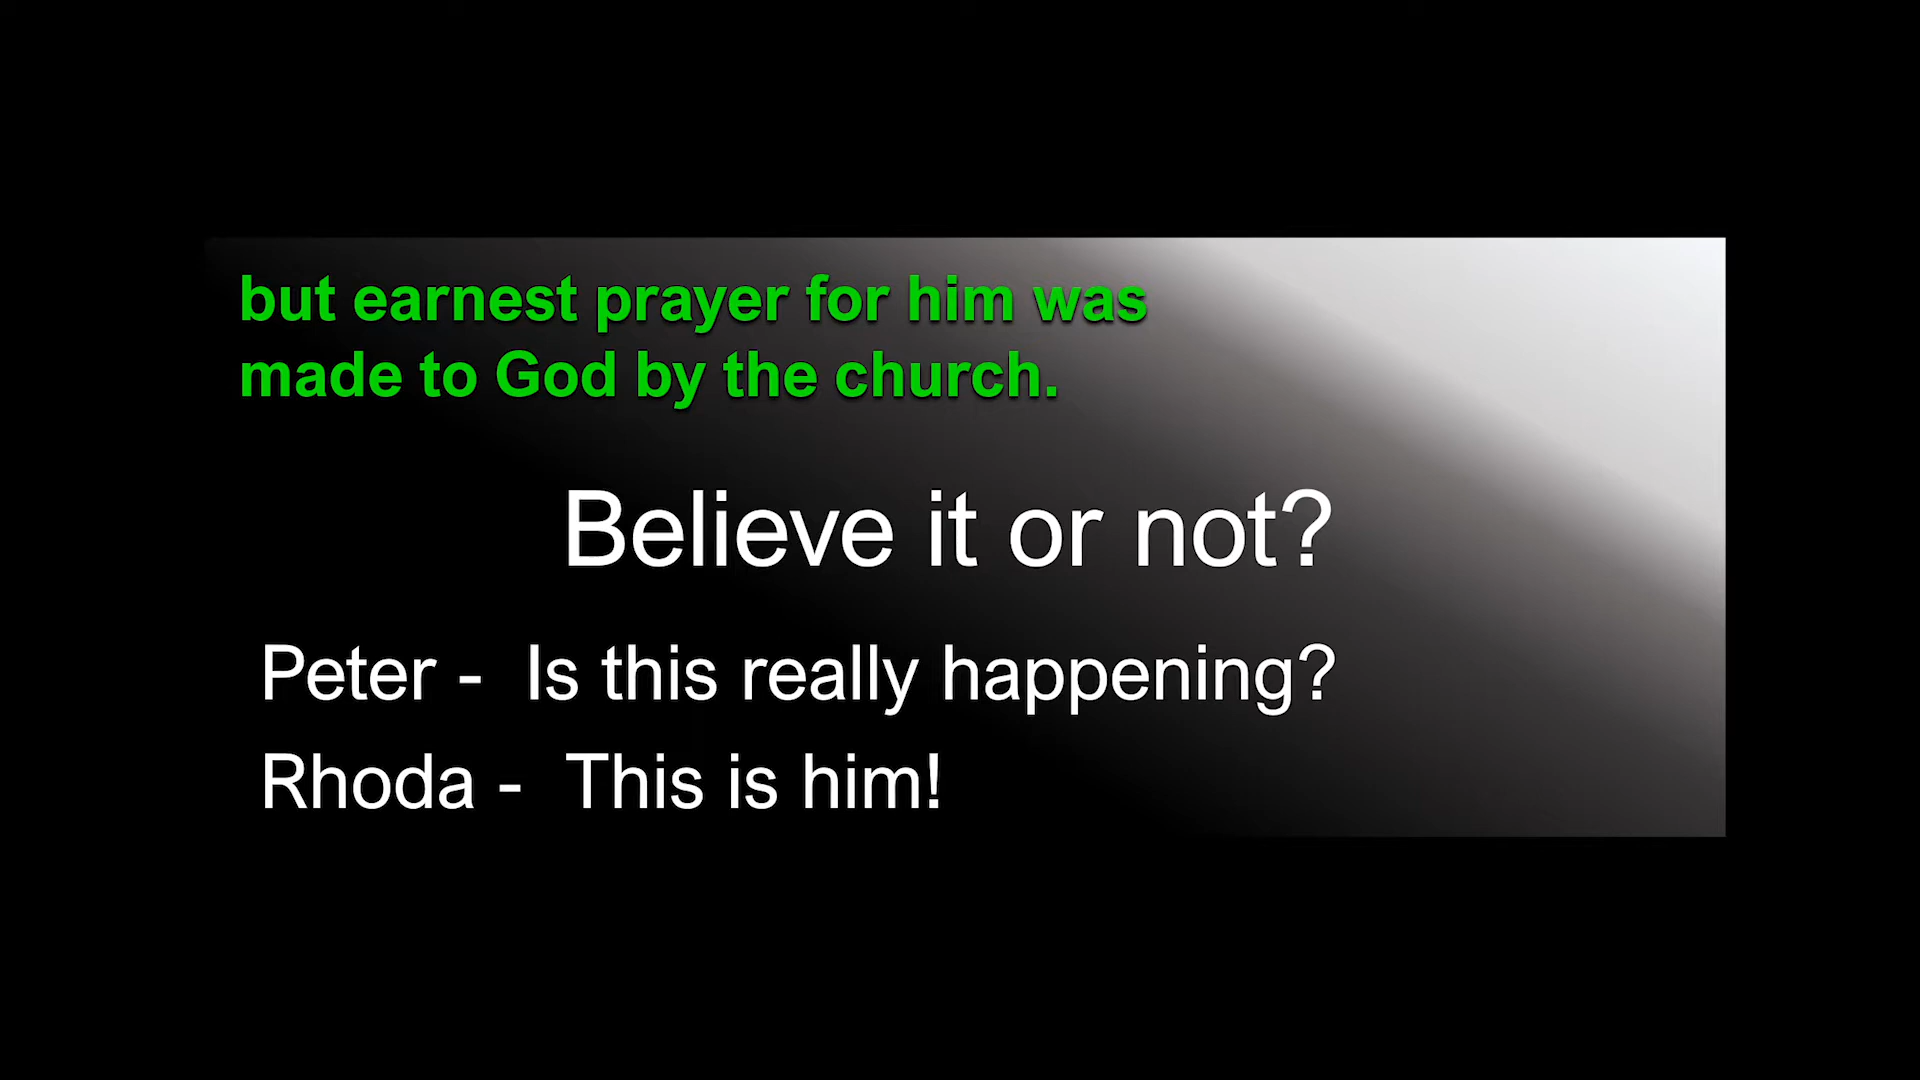 but earnest prayer for him was
made to God by the church.
Believe it or not?
Peter -  Is this really happening?
Rhoda -  This is him!